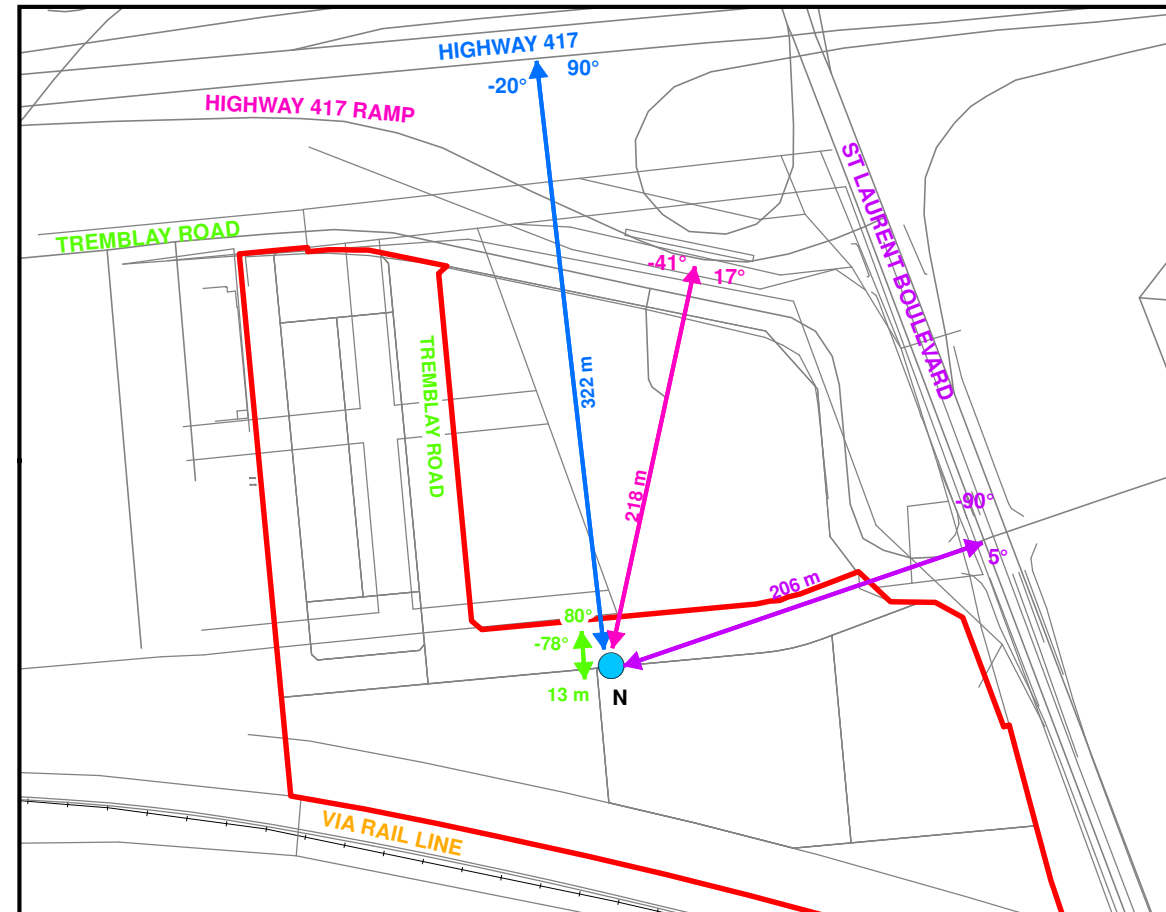 HIGHWAY 417
-20°
90°
HIGHWAY 417 RAMP
ST LAURENT BOULEVARD
TREMBLAY ROAD
-41°
17°
TREMBLAY ROAD
322 m
218 m
-90°
5°
206 m
80°
-78°
13 m
N
VIA RAIL LINE